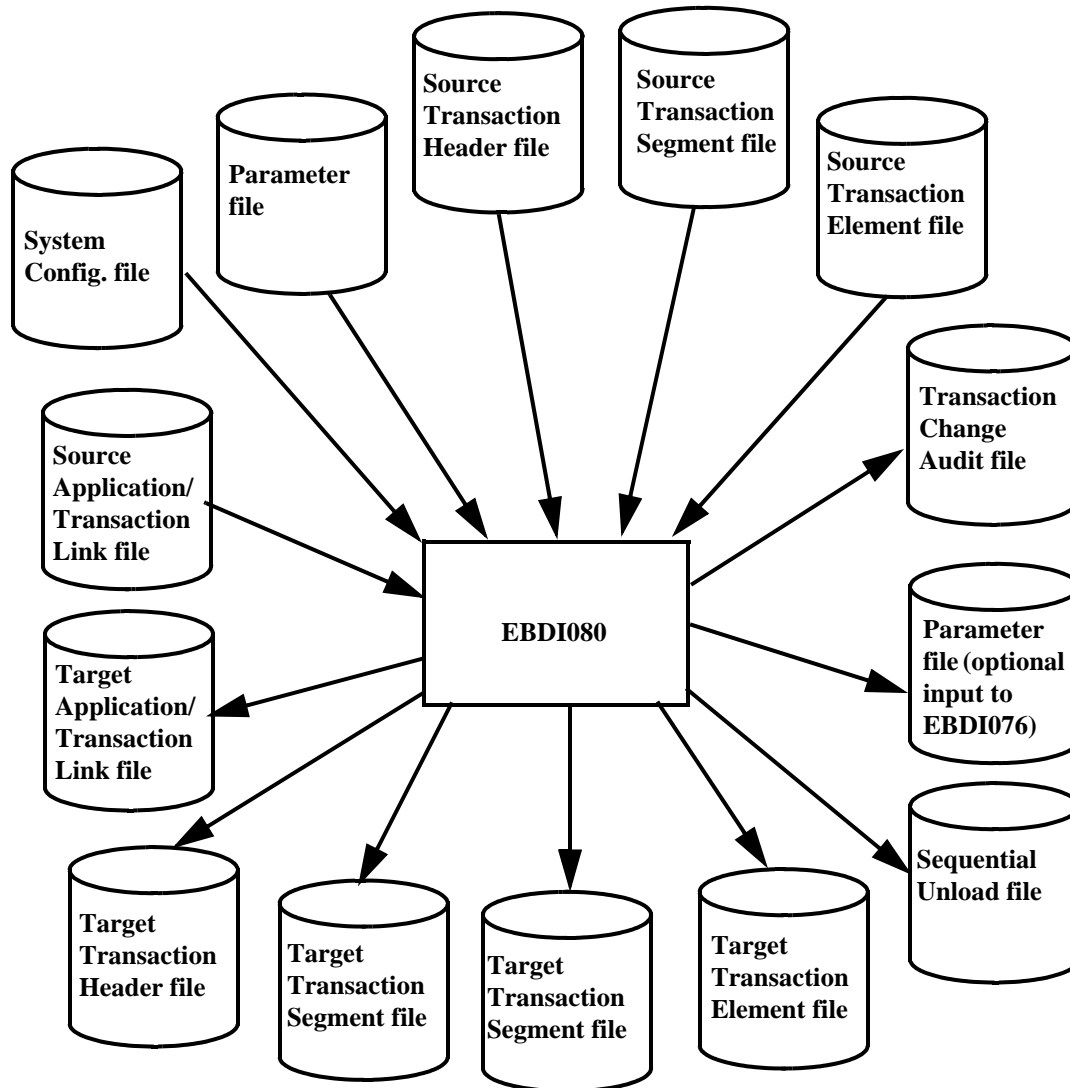 Source
Transaction
Header file
Source
Transaction
Segment file
Source
Transaction
Element file
Parameter
file
System
Config. file
Transaction
Change
Audit file
Source
Application/
Transaction
Link file
EBDI080
Parameter
file (optional
input to
EBDI076)
Target
Application/
Transaction
Link file
Sequential
Unload file
Target
Transaction
Header file
Target
Transaction
Segment file
Target
Transaction
Segment file
Target
Transaction
Element file